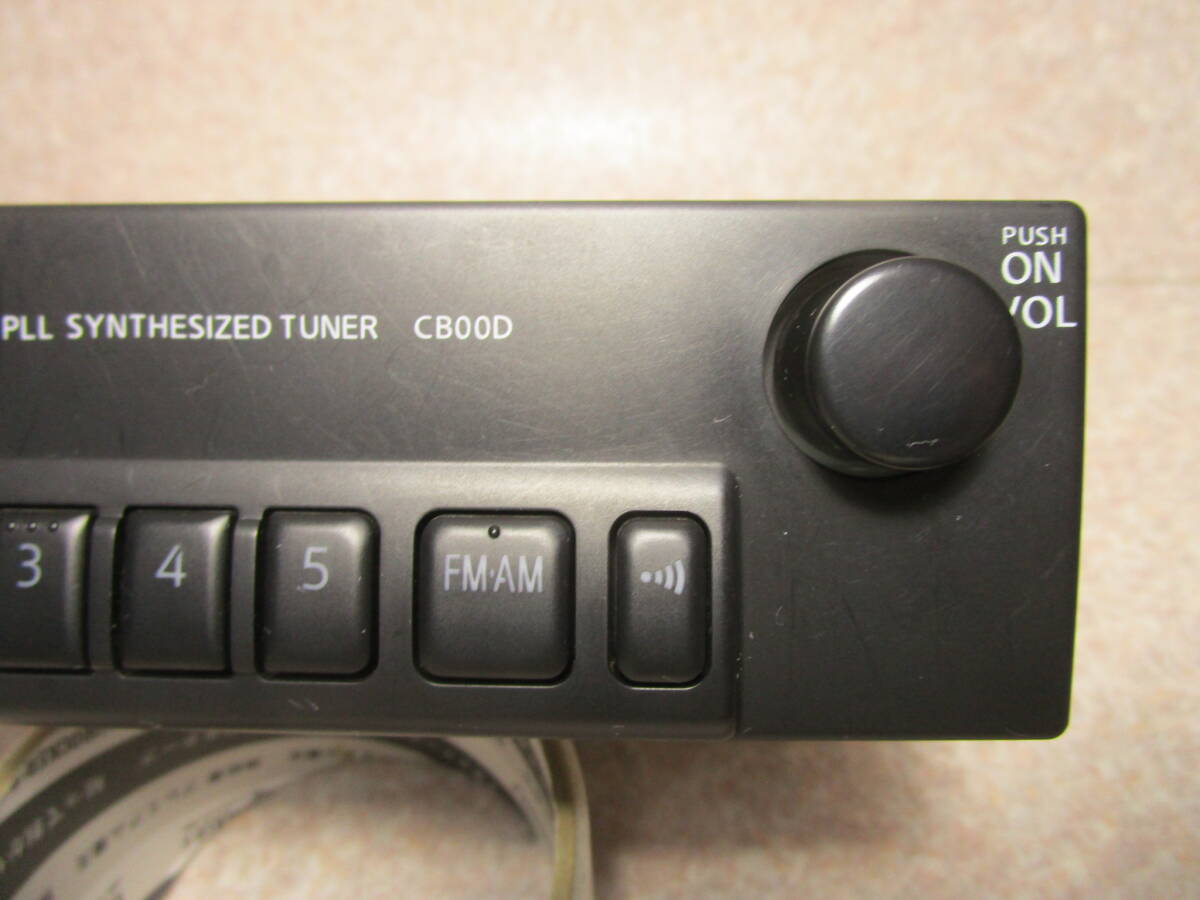 PUSH
ON
VOL
PLL SYNTHESIZED TUNER CB00D
3 4 5 FM·AM